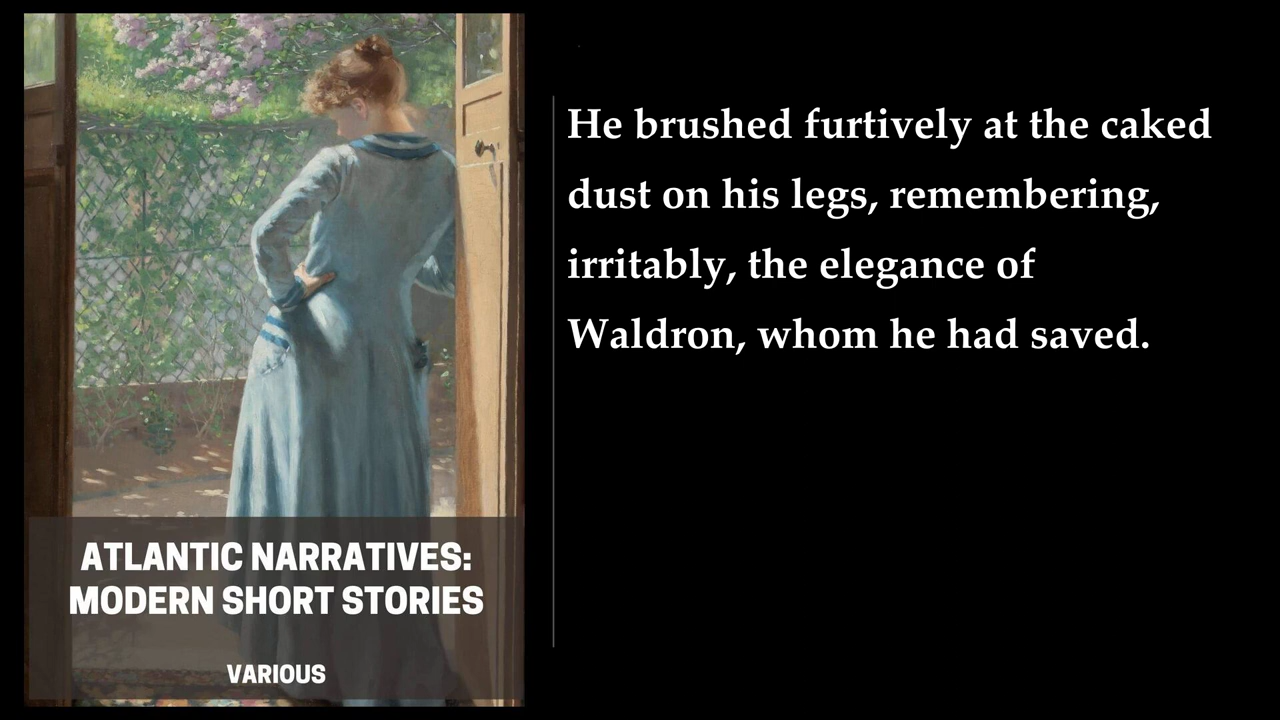 He brushed furtively at the caked
dust on his legs, remembering,
irritably, the elegance of
Waldron, whom he had saved.
ATLANTIC NARRATIVES:
MODERN SHORT STORIES
VARIOUS